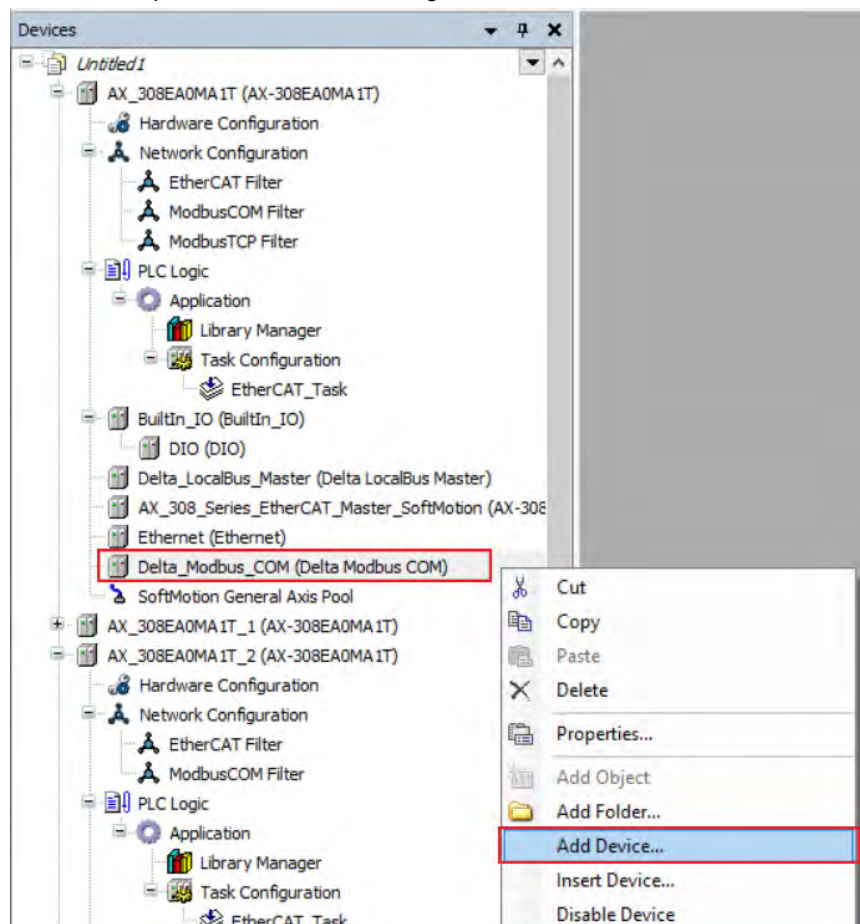 Devices
Untitled1
AX_308EA0MA1T (AX-308EA0MA1T)
Hardware Configuration
Network Configuration
EtherCAT Filter
ModbusCOM Filter
ModbusTCP Filter
PLC Logic
Application
Library Manager
Task Configuration
EtherCAT_Task
BuiltIn_IO (BuiltIn_IO)
DIO (DIO)
Delta_LocalBus_Master (Delta LocalBus Master)
AX_308_Series_EtherCAT_Master_SoftMotion (AX-308
Ethernet (Ethernet)
Delta_Modbus_COM (Delta Modbus COM)
SoftMotion General Axis Pool
AX_308EA0MA1T_1 (AX-308EA0MA1T)
AX_308EA0MA1T_2 (AX-308EA0MA1T)
Hardware Configuration
Network Configuration
EtherCAT Filter
ModbusCOM Filter
PLC Logic
Application
Library Manager
Task Configuration
EtherCAT_Task
Cut
Copy
Paste
Delete
Properties...
Add Object
Add Folder...
Add Device...
Insert Device...
Disable Device